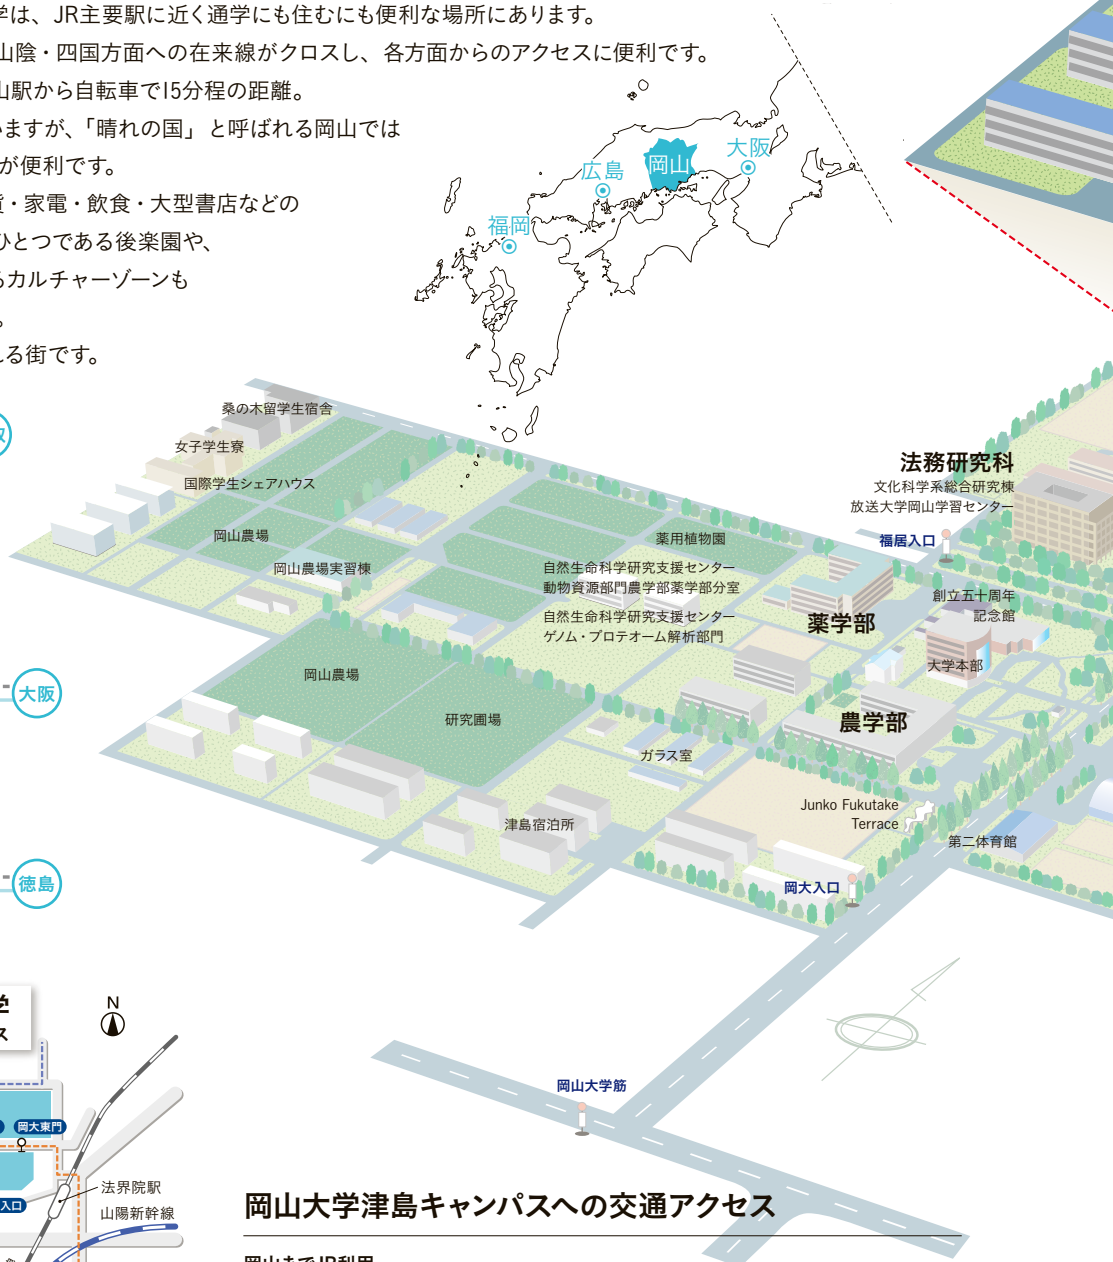 学は、JR主要駅に近く通学にも住むにも便利な場所にあります。
山陰・四国方面への在来線がクロスし、各方面からのアクセスに便利です。
山駅から自転車で15分程の距離。
いますが、「晴れの国」と呼ばれる岡山では
が便利です。
・家電・飲食・大型書店などの
ひとつである後楽園や、
るカルチャーゾーンも
。
れる街です。
大阪
岡山
広島
福岡
桑の木留学生宿舎
女子学生寮
国際学生シェアハウス
岡山農場
岡山農場実習棟
薬用植物園
自然生命科学研究支援センター
動物資源部門農学部薬学部分室
自然生命科学研究支援センター
ゲノム・プロテオーム解析部門
法務研究科
文化科学系総合研究棟
放送大学岡山学習センター
福居入口
創立五十周年
記念館
薬学部
大学本部
岡山農場
研究圃場
農学部
ガラス室
Junko Fukutake
Terrace
津島宿泊所
第二体育館
岡大入口
大阪
徳島
岡山大学筋
学
ス
N
岡大東門
入口
法界院駅
山陽新幹線
岡山大学津島キャンパスへの交通アクセス
岡山までJR利用